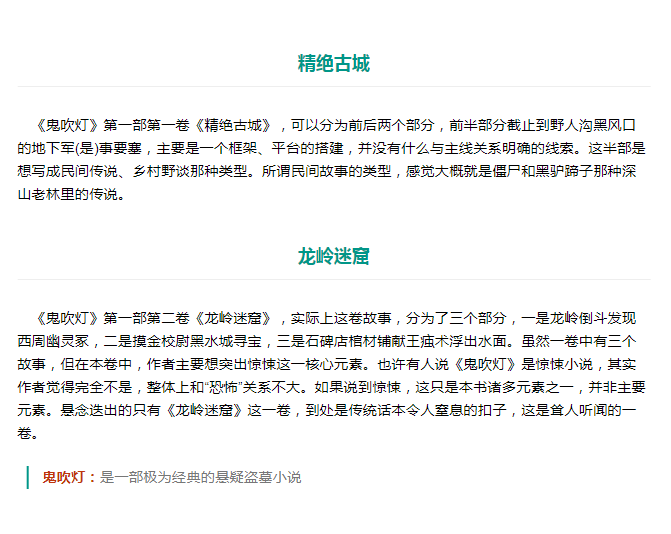 精绝古城
《鬼吹灯》第一部第一卷《精绝古城》，可以分为前后两个部分，前半部分截止到野人沟黑风口
的地下军(是)事要塞，主要是一个框架、平台的搭建，并没有什么与主线关系明确的线索。这半部是
想写成民间传说、乡村野谈那种类型。所谓民间故事的类型，感觉大概就是僵尸和黑驴蹄子那种深
山老林里的传说。
龙岭迷窟
《鬼吹灯》第一部第二卷《龙岭迷窟》，实际上这卷故事，分为了三个部分，一是龙岭倒斗发现
西周幽灵冢，二是摸金校尉黑水城寻宝，三是石碑店棺材铺献王痋术浮出水面。虽然一卷中有三个
故事，但在本卷中，作者主要想突出惊悚这一核心元素。也许有人说《鬼吹灯》是惊悚小说，其实
作者觉得完全不是，整体上和“恐怖”关系不大。如果说到惊悚，这只是本书诸多元素之一，并非主要
元素。悬念迭出的只有《龙岭迷窟》这一卷，到处是传统话本令人窒息的扣子，这是耸人听闻的一
卷。
鬼吹灯：是一部极为经典的悬疑盗墓小说